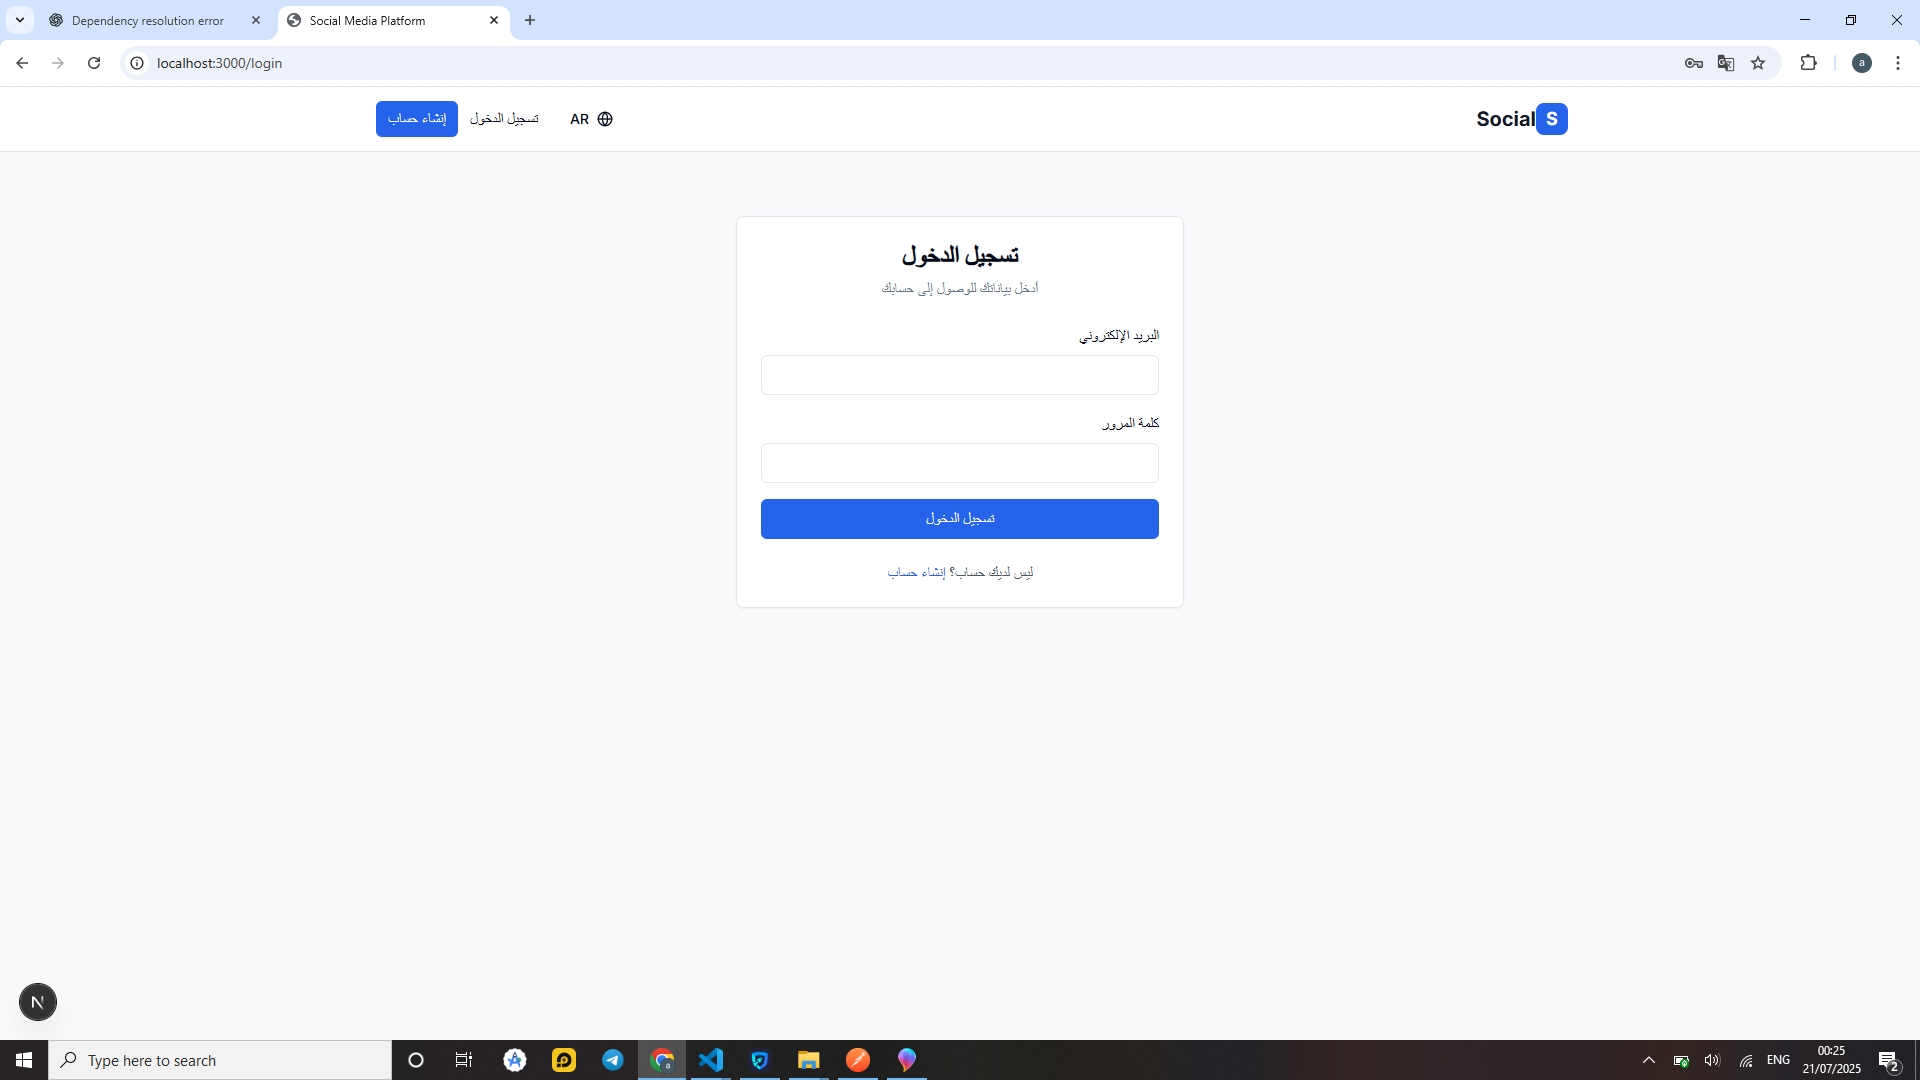 Dependency resolution error
Social Media Platform
localhost:3000/login
S Social
AR
تسجيل الدخول
إنشاء حساب
تسجيل الدخول
أدخل بياناتك للوصول إلى حسابك
البريد الإلكتروني
كلمة المرور
تسجيل الدخول
ليس لديك حساب؟ إنشاء حساب
N
Type here to search
ENG
00:25
21/07/2025
2
a
a